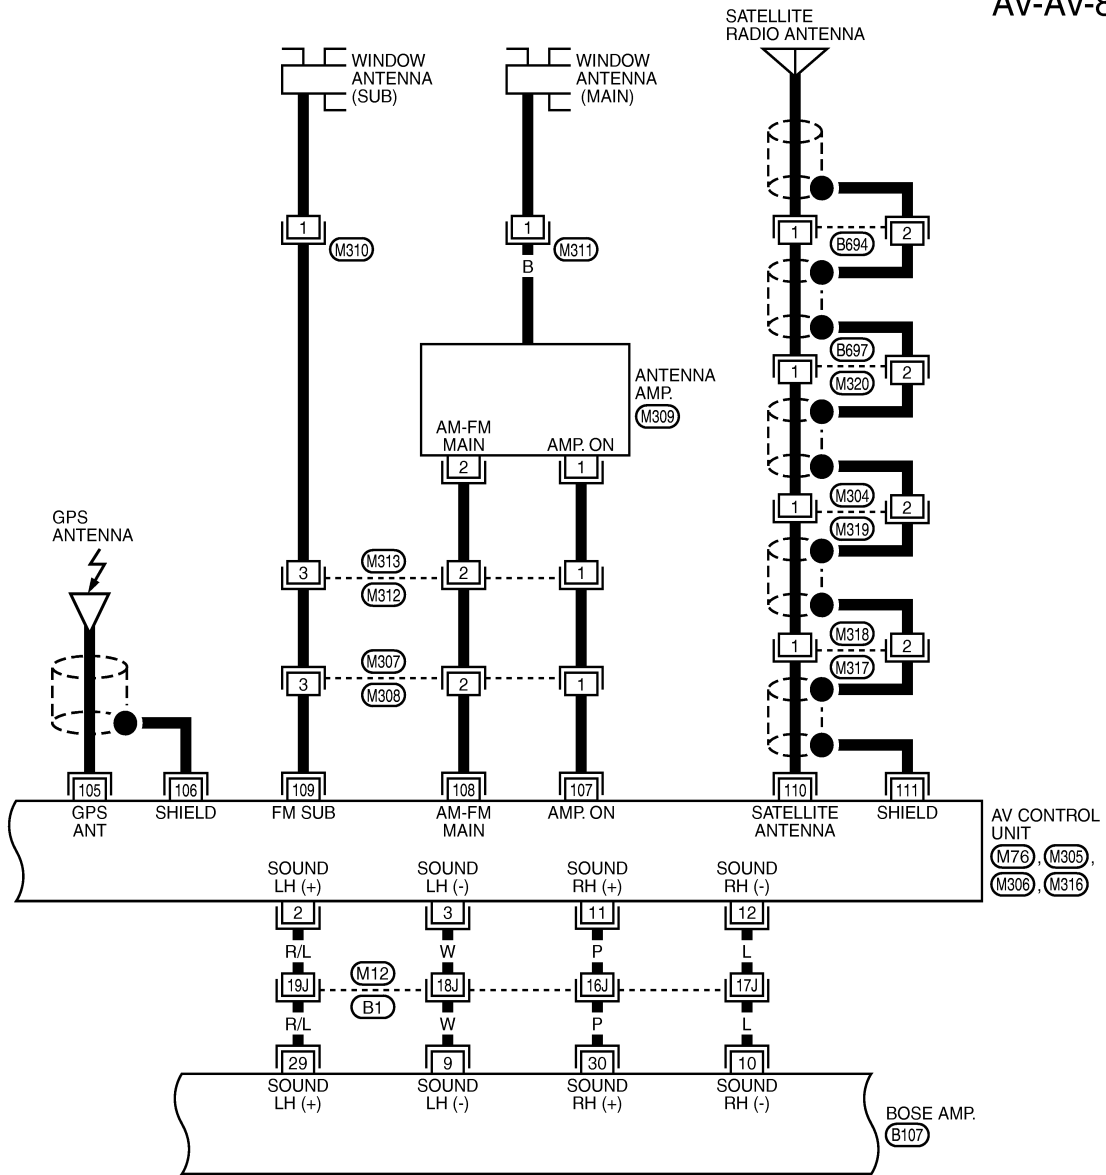 AV-AV-8
SATELLITE
RADIO ANTENNA
WINDOW
ANTENNA
(SUB)
WINDOW
ANTENNA
(MAIN)
1
M310
1
M311
B
1
2
B694
B697
1
2
M320
ANTENNA
AMP.
M309
AM-FM
MAIN
AMP. ON
2
1
M304
1
2
M319
GPS
ANTENNA
M313
3
2
1
M312
M318
1
2
M317
M307
3
2
1
M308
105
106
109
108
107
110
111
GPS
ANT
SHIELD
FM SUB
AM-FM
MAIN
AMP. ON
SATELLITE
ANTENNA
SHIELD
AV CONTROL
UNIT
M76 , M305 ,
M306 , M316
SOUND
LH (+)
SOUND
LH (-)
SOUND
RH (+)
SOUND
RH (-)
2
3
11
12
R/L
W
P
L
M12
19J
18J
16J
17J
B1
R/L
W
P
L
29
9
30
10
SOUND
LH (+)
SOUND
LH (-)
SOUND
RH (+)
SOUND
RH (-)
BOSE AMP.
B107